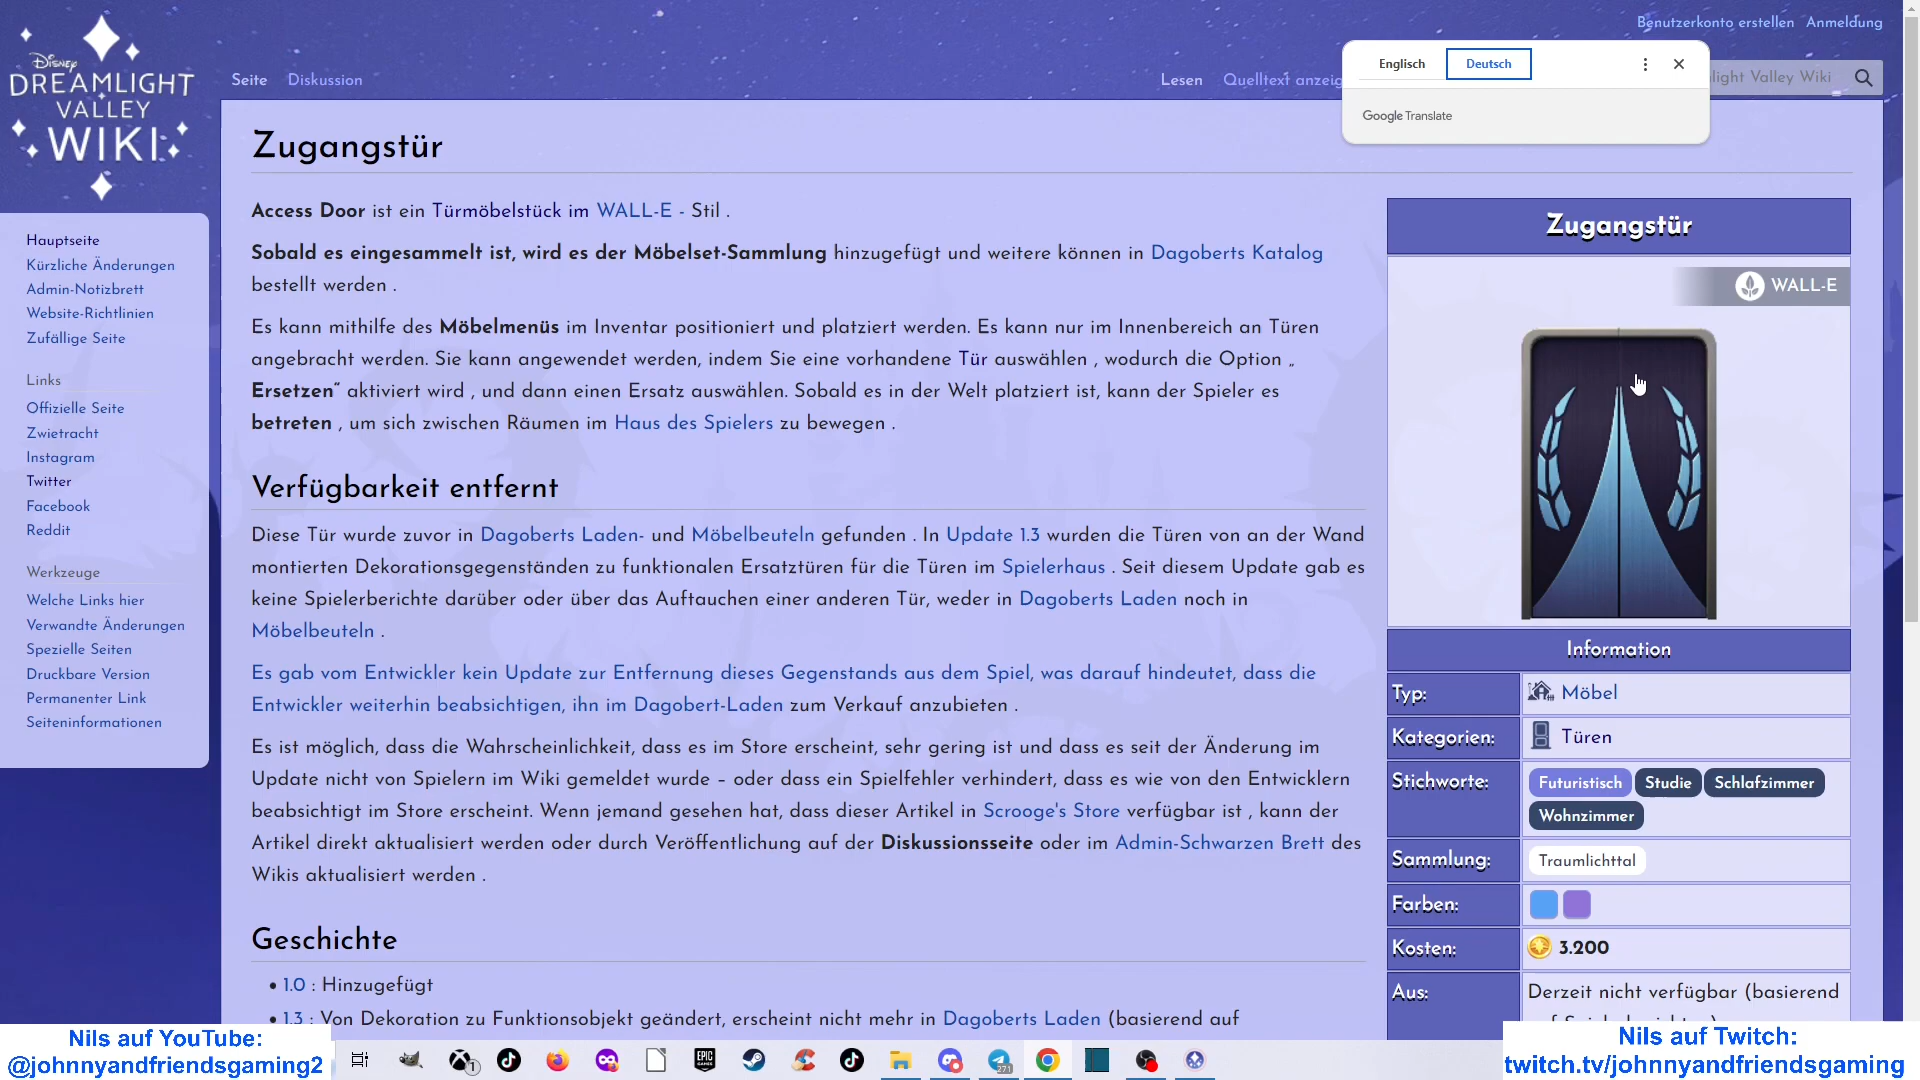 Disney
DREAMLIGHT
VALLEY
WIKI
Benutzerkonto erstellen Anmeldung
Seite Diskussion
Lesen Quelltext anzeig
light Valley Wiki
Englisch Deutsch
Google Translate
Hauptseite
Kürzliche Änderungen
Admin-Notizbrett
Website-Richtlinien
Zufällige Seite
Links
Offizielle Seite
Zwietracht
Instagram
Twitter
Facebook
Reddit
Werkzeuge
Welche Links hier
Verwandte Änderungen
Spezielle Seiten
Druckbare Version
Permanenter Link
Seiteninformationen
Zugangstür
Access Door ist ein Türmöbelstück im WALL-E - Stil .
Sobald es eingesammelt ist, wird es der Möbelset-Sammlung hinzugefügt und weitere können in Dagoberts Katalog
bestellt werden .
Es kann mithilfe des Möbelmenüs im Inventar positioniert und platziert werden. Es kann nur im Innenbereich an Türen
angebracht werden. Sie kann angewendet werden, indem Sie eine vorhandene Tür auswählen , wodurch die Option „
Ersetzen“ aktiviert wird , und dann einen Ersatz auswählen. Sobald es in der Welt platziert ist, kann der Spieler es
betreten , um sich zwischen Räumen im Haus des Spielers zu bewegen .
Verfügbarkeit entfernt
Diese Tür wurde zuvor in Dagoberts Laden- und Möbelbeuteln gefunden . In Update 1.3 wurden die Türen von an der Wand
montierten Dekorationsgegenständen zu funktionalen Ersatztüren für die Türen im Spielerhaus . Seit diesem Update gab es
keine Spielerberichte darüber oder über das Auftauchen einer anderen Tür, weder in Dagoberts Laden noch in
Möbelbeuteln .
Es gab vom Entwickler kein Update zur Entfernung dieses Gegenstands aus dem Spiel, was darauf hindeutet, dass die
Entwickler weiterhin beabsichtigen, ihn im Dagobert-Laden zum Verkauf anzubieten .
Es ist möglich, dass die Wahrscheinlichkeit, dass es im Store erscheint, sehr gering ist und dass es seit der Änderung im
Update nicht von Spielern im Wiki gemeldet wurde – oder dass ein Spielfehler verhindert, dass es wie von den Entwicklern
beabsichtigt im Store erscheint. Wenn jemand gesehen hat, dass dieser Artikel in Scrooge's Store verfügbar ist , kann der
Artikel direkt aktualisiert werden oder durch Veröffentlichung auf der Diskussionsseite oder im Admin-Schwarzen Brett des
Wikis aktualisiert werden .
Geschichte
• 1.0 : Hinzugefügt
• 1.3 : Von Dekoration zu Funktionsobjekt geändert, erscheint nicht mehr in Dagoberts Laden (basierend auf
Zugangstür
WALL-E
Information
Typ: Möbel
Kategorien: Türen
Stichworte: Futuristisch Studie Schlafzimmer
Wohnzimmer
Sammlung: Traumlichttal
Farben:
Kosten: 3.200
Aus: Derzeit nicht verfügbar (basierend
Nils auf YouTube:
@johnnyandfriendsgaming2
EPIC
GAMES
1
271
Nils auf Twitch:
twitch.tv/johnnyandfriendsgaming